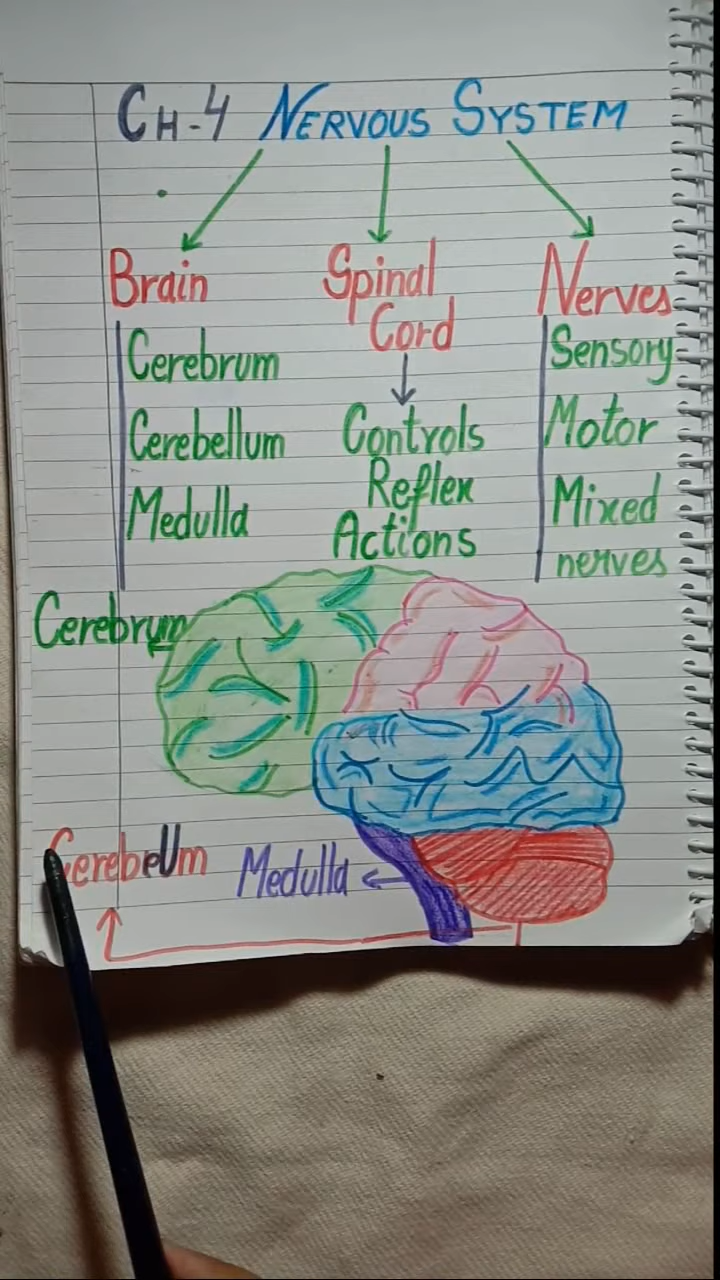 CH-4 NERVOUS SYSTEM
Brain
Cerebrum
Cerebellum
Medulla
Spinal
Cord
Controls
Reflex
Actions
Nerves
Sensory
Motor
Mixed
nerves
Cerebrum
CerebelUm
Medulla